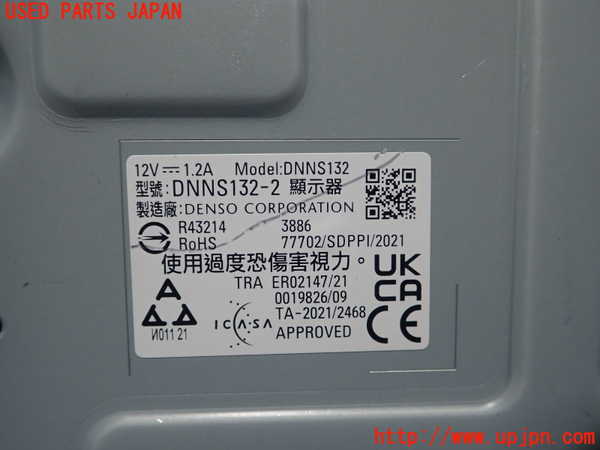 USED PARTS JAPAN
12V 1.2A Model:DNNS132
型號:DNNS132-2 顯示器
製造廠:DENSO CORPORATION
R43214 3886
RoHS 77702/SDPPI/2021
使用過度恐傷害視力。
TRA ER02147/21
0019826/09
TA-2021/2468
APPROVED
UK
CA
CE
И011 21
ICASA
http://www.upjpn.com/